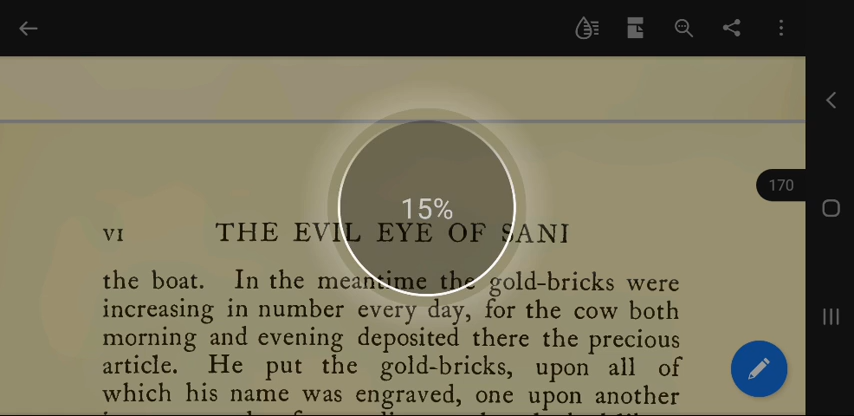 15%
170
VI THE EVIL EYE OF SANI
the boat. In the meantime the gold-bricks were
increasing in number every day, for the cow both
morning and evening deposited there the precious
article. He put the gold-bricks, upon all of
which his name was engraved, one upon another